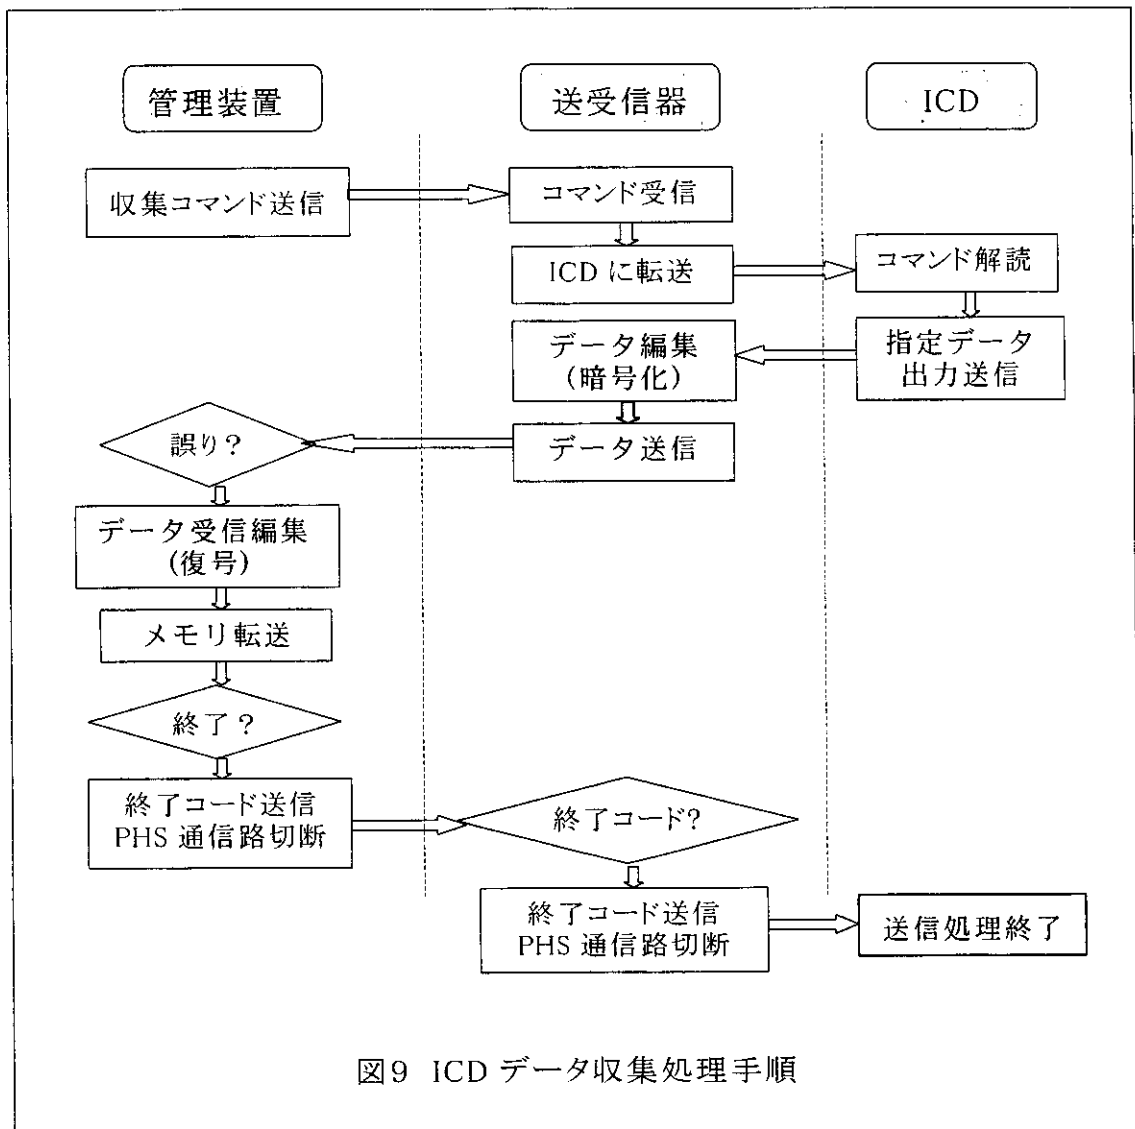 管理装置
送受信器
ICD
収集コマンド送信
コマンド受信
ICD に転送
コマンド解読
指定データ
出力送信
データ編集
(暗号化)
データ送信
誤り?
データ受信編集
(復号)
メモリ転送
終了?
終了コード送信
PHS 通信路切断
終了コード?
終了コード送信
PHS 通信路切断
送信処理終了
図9 ICD データ収集処理手順